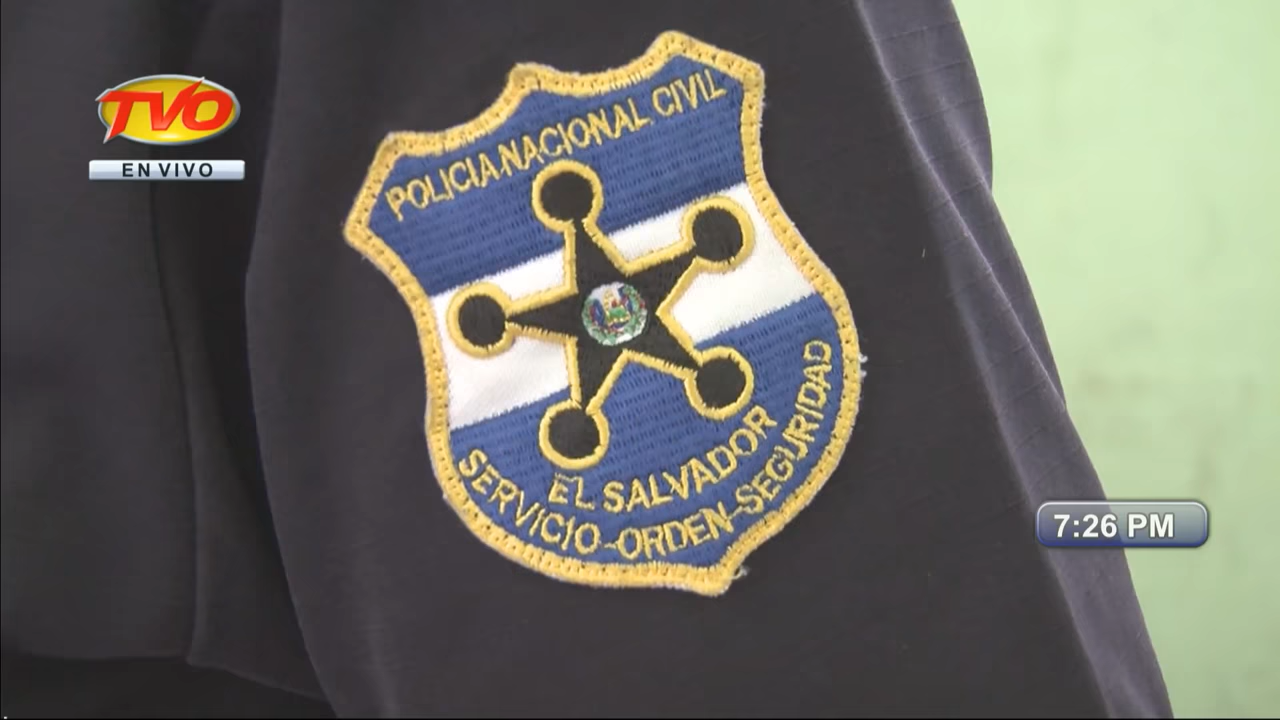 TVO
EN VIVO
POLICIA NACIONAL CIVIL
EL SALVADOR
SERVICIO-ORDEN-SEGURIDAD
7:26 PM